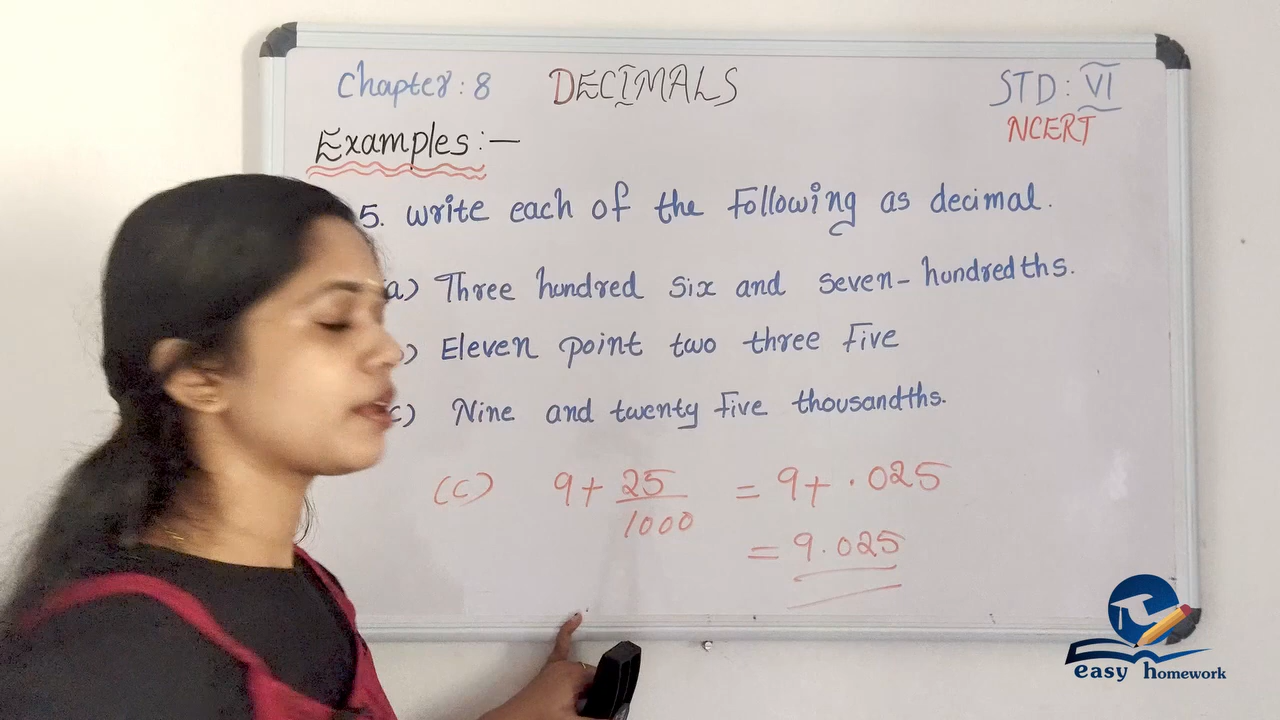 Chapter: 8 DECIMALS STD: VI
NCERT
Examples:—
5. Write each of the following as decimal.
a) Three hundred six and seven-hundredths.
) Eleven point two three five
c) Nine and twenty five thousandths.
(c) 9 + 25/1000 = 9 + .025
= 9.025
easy homework